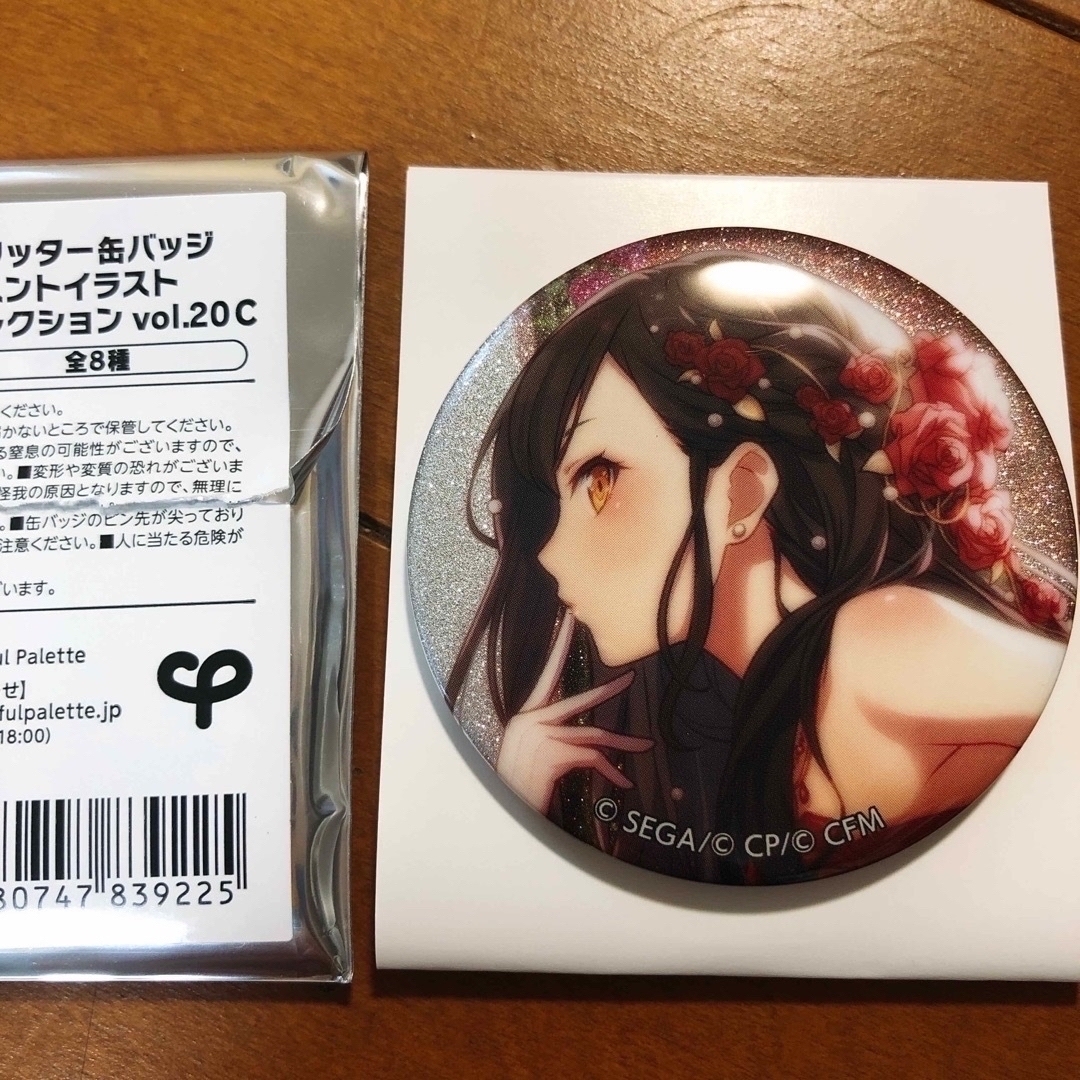 リッター缶バッジ
ントイラスト
クション vol.20 C
全8種
ください。
かないところで保管してください。
る窒息の可能性がございますので、
い。■変形や変質の恐れがございま
怪我の原因となりますので、無理に
。■缶バッジのピン先が尖っており
注意ください。■人に当たる危険が
ざいます。
ul Palette
せ】
fulpalette.jp
18:00)
80747 839225
© SEGA/© CP/© CFM